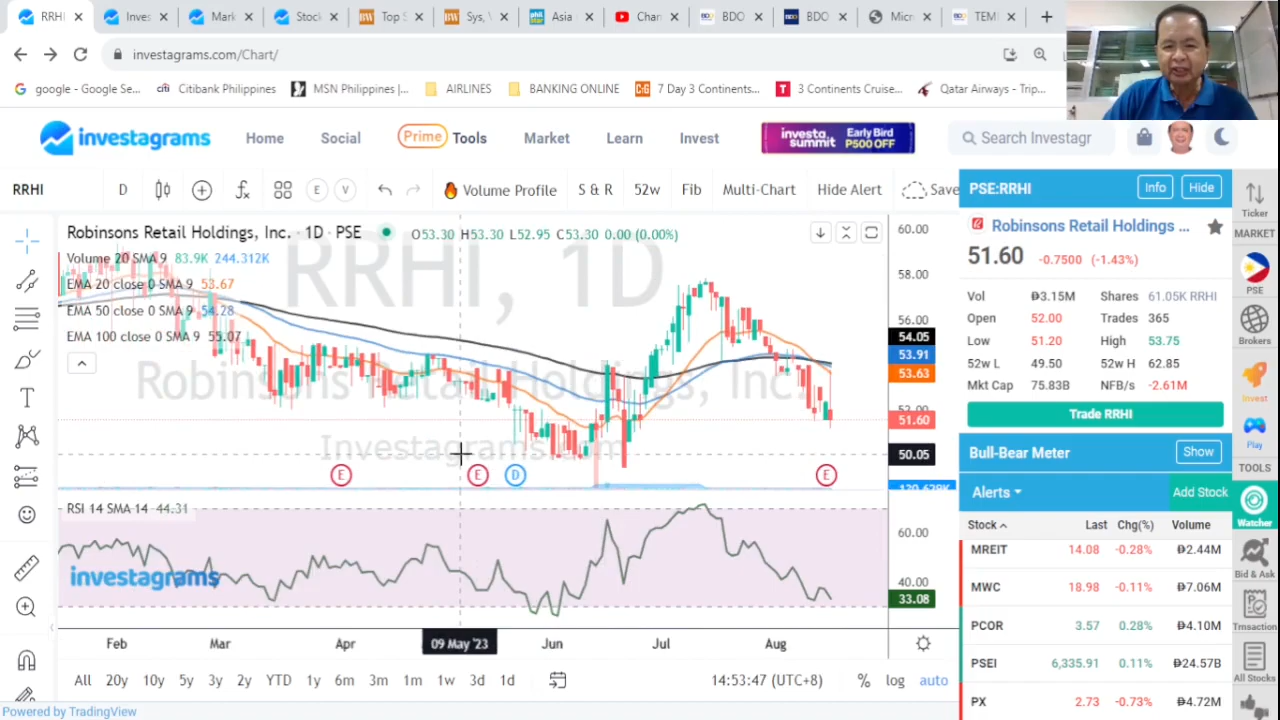 RRHI Inves Mark Stock Top S Sys, V Asia Chan BDO BDO Micr TEMI
investagrams.com/Chart/
google - Google Se... Citibank Philippines MSN Philippines |... AIRLINES BANKING ONLINE 7 Day 3 Continents... 3 Continents Cruise... Qatar Airways - Trip...
investagrams Home Social Prime Tools Market Learn Invest investa summit Early Bird P500 OFF Search Investagr
RRHI D E V Volume Profile S & R 52w Fib Multi-Chart Hide Alert Save
Robinsons Retail Holdings, Inc. · 1D · PSE O53.30 H53.30 L52.95 C53.30 0.00 (0.00%)
Volume 20 SMA 9 83.9K 244.312K
EMA 20 close 0 SMA 9 53.67
EMA 50 close 0 SMA 9 54.28
EMA 100 close 0 SMA 9 55.07
RRHI, 1D
Robinsons Retail Holdings, Inc.
Investagrams.com
60.00
58.00
56.00
54.05
53.91
53.63
52.00
51.60
50.05
120.629K
E E D E
RSI 14 SMA 14 44.31
investagrams
60.00
40.00
33.08
Feb Mar Apr 09 May '23 Jun Jul Aug
All 20y 10y 5y 3y 2y YTD 1y 6m 3m 1m 1w 3d 1d 14:53:47 (UTC+8) % log auto
Powered by TradingView
PSE:RRHI Info Hide
Robinsons Retail Holdings ...
51.60 -0.7500 (-1.43%)
Vol ₱3.15M Shares 61.05K RRHI
Open 52.00 Trades 365
Low 51.20 High 53.75
52w L 49.50 52w H 62.85
Mkt Cap 75.83B NFB/s -2.61M
Trade RRHI
Bull-Bear Meter Show
Alerts Add Stock
Stock Last Chg(%) Volume
MREIT 14.08 -0.28% ₱2.44M
MWC 18.98 -0.11% ₱7.06M
PCOR 3.57 0.28% ₱4.10M
PSEI 6,335.91 0.11% ₱24.57B
PX 2.73 -0.73% ₱4.72M
Ticker
MARKET
PSE
Brokers
Invest
Play
TOOLS
Watcher
Bid & Ask
Trnsaction
All Stocks